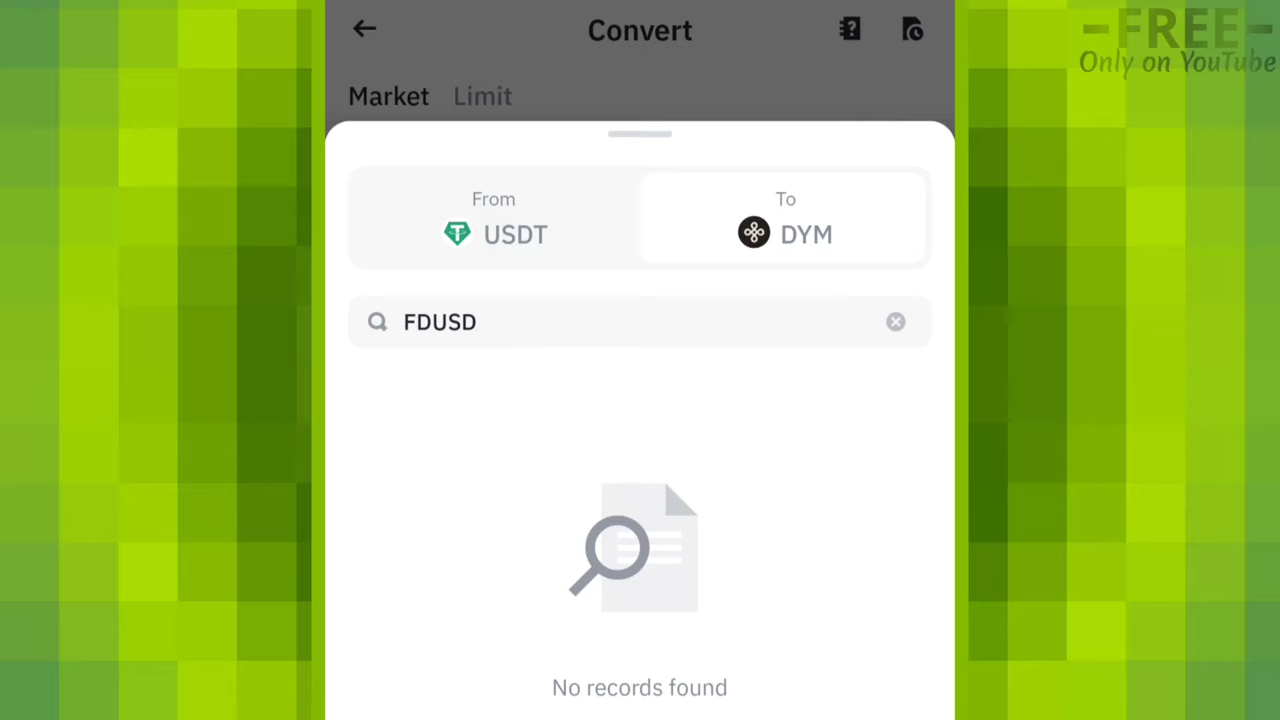 Convert
-FREE-
Only on YouTube
Market Limit
From To
USDT DYM
FDUSD
No records found